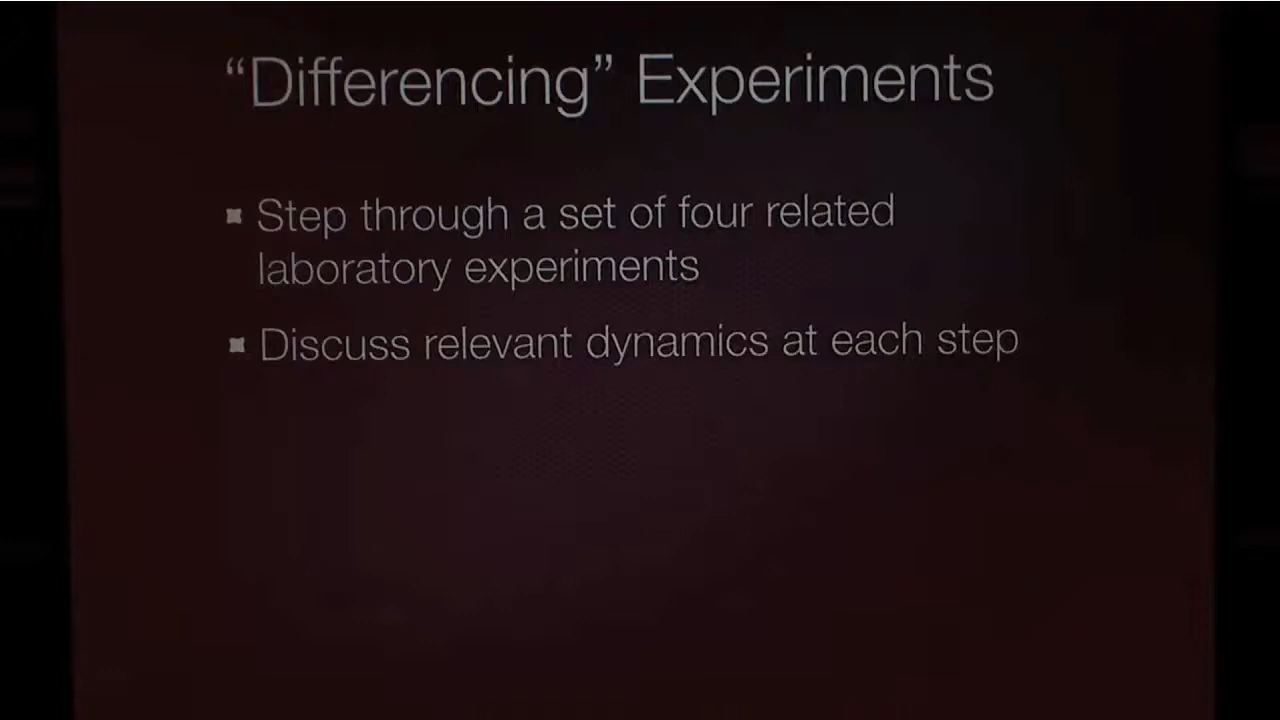 “Differencing” Experiments
Step through a set of four related
laboratory experiments
Discuss relevant dynamics at each step